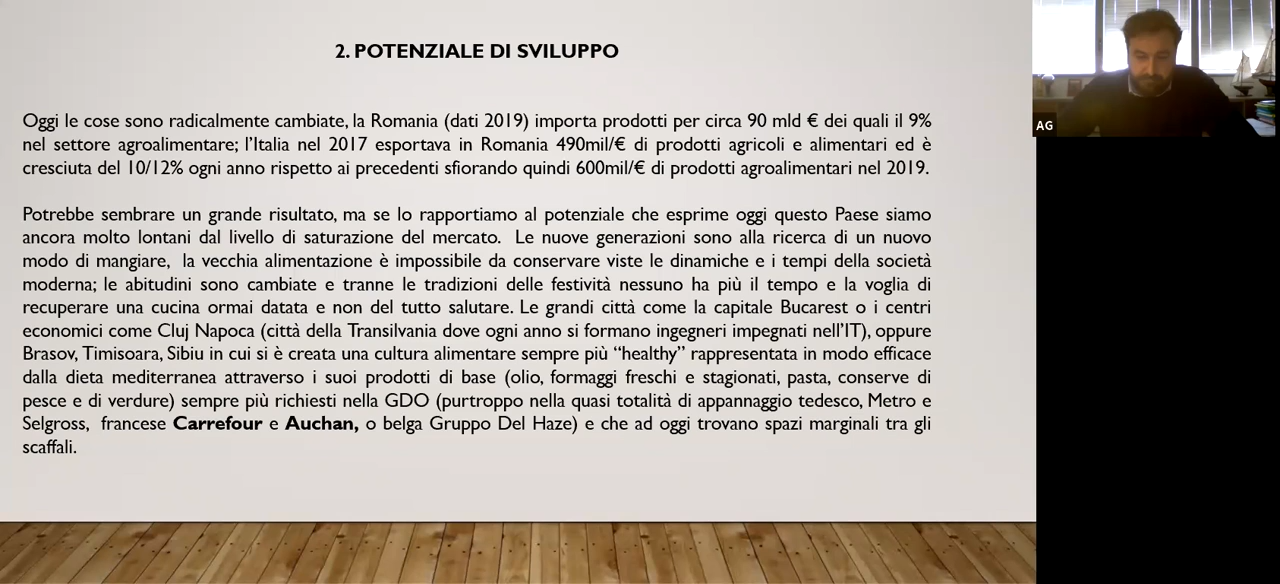 2. POTENZIALE DI SVILUPPO
Oggi le cose sono radicalmente cambiate, la Romania (dati 2019) importa prodotti per circa 90 mld € dei quali il 9%
nel settore agroalimentare; l'Italia nel 2017 esportava in Romania 490mil/€ di prodotti agricoli e alimentari ed è
cresciuta del 10/12% ogni anno rispetto ai precedenti sfiorando quindi 600mil/€ di prodotti agroalimentari nel 2019.
Potrebbe sembrare un grande risultato, ma se lo rapportiamo al potenziale che esprime oggi questo Paese siamo
ancora molto lontani dal livello di saturazione del mercato. Le nuove generazioni sono alla ricerca di un nuovo
modo di mangiare, la vecchia alimentazione è impossibile da conservare viste le dinamiche e i tempi della società
moderna; le abitudini sono cambiate e tranne le tradizioni delle festività nessuno ha più il tempo e la voglia di
recuperare una cucina ormai datata e non del tutto salutare. Le grandi città come la capitale Bucarest o i centri
economici come Cluj Napoca (città della Transilvania dove ogni anno si formano ingegneri impegnati nell'IT), oppure
Brasov, Timisoara, Sibiu in cui si è creata una cultura alimentare sempre più “healthy” rappresentata in modo efficace
dalla dieta mediterranea attraverso i suoi prodotti di base (olio, formaggi freschi e stagionati, pasta, conserve di
pesce e di verdure) sempre più richiesti nella GDO (purtroppo nella quasi totalità di appannaggio tedesco, Metro e
Selgross, francese Carrefour e Auchan, o belga Gruppo Del Haze) e che ad oggi trovano spazi marginali tra gli
scaffali.
AG